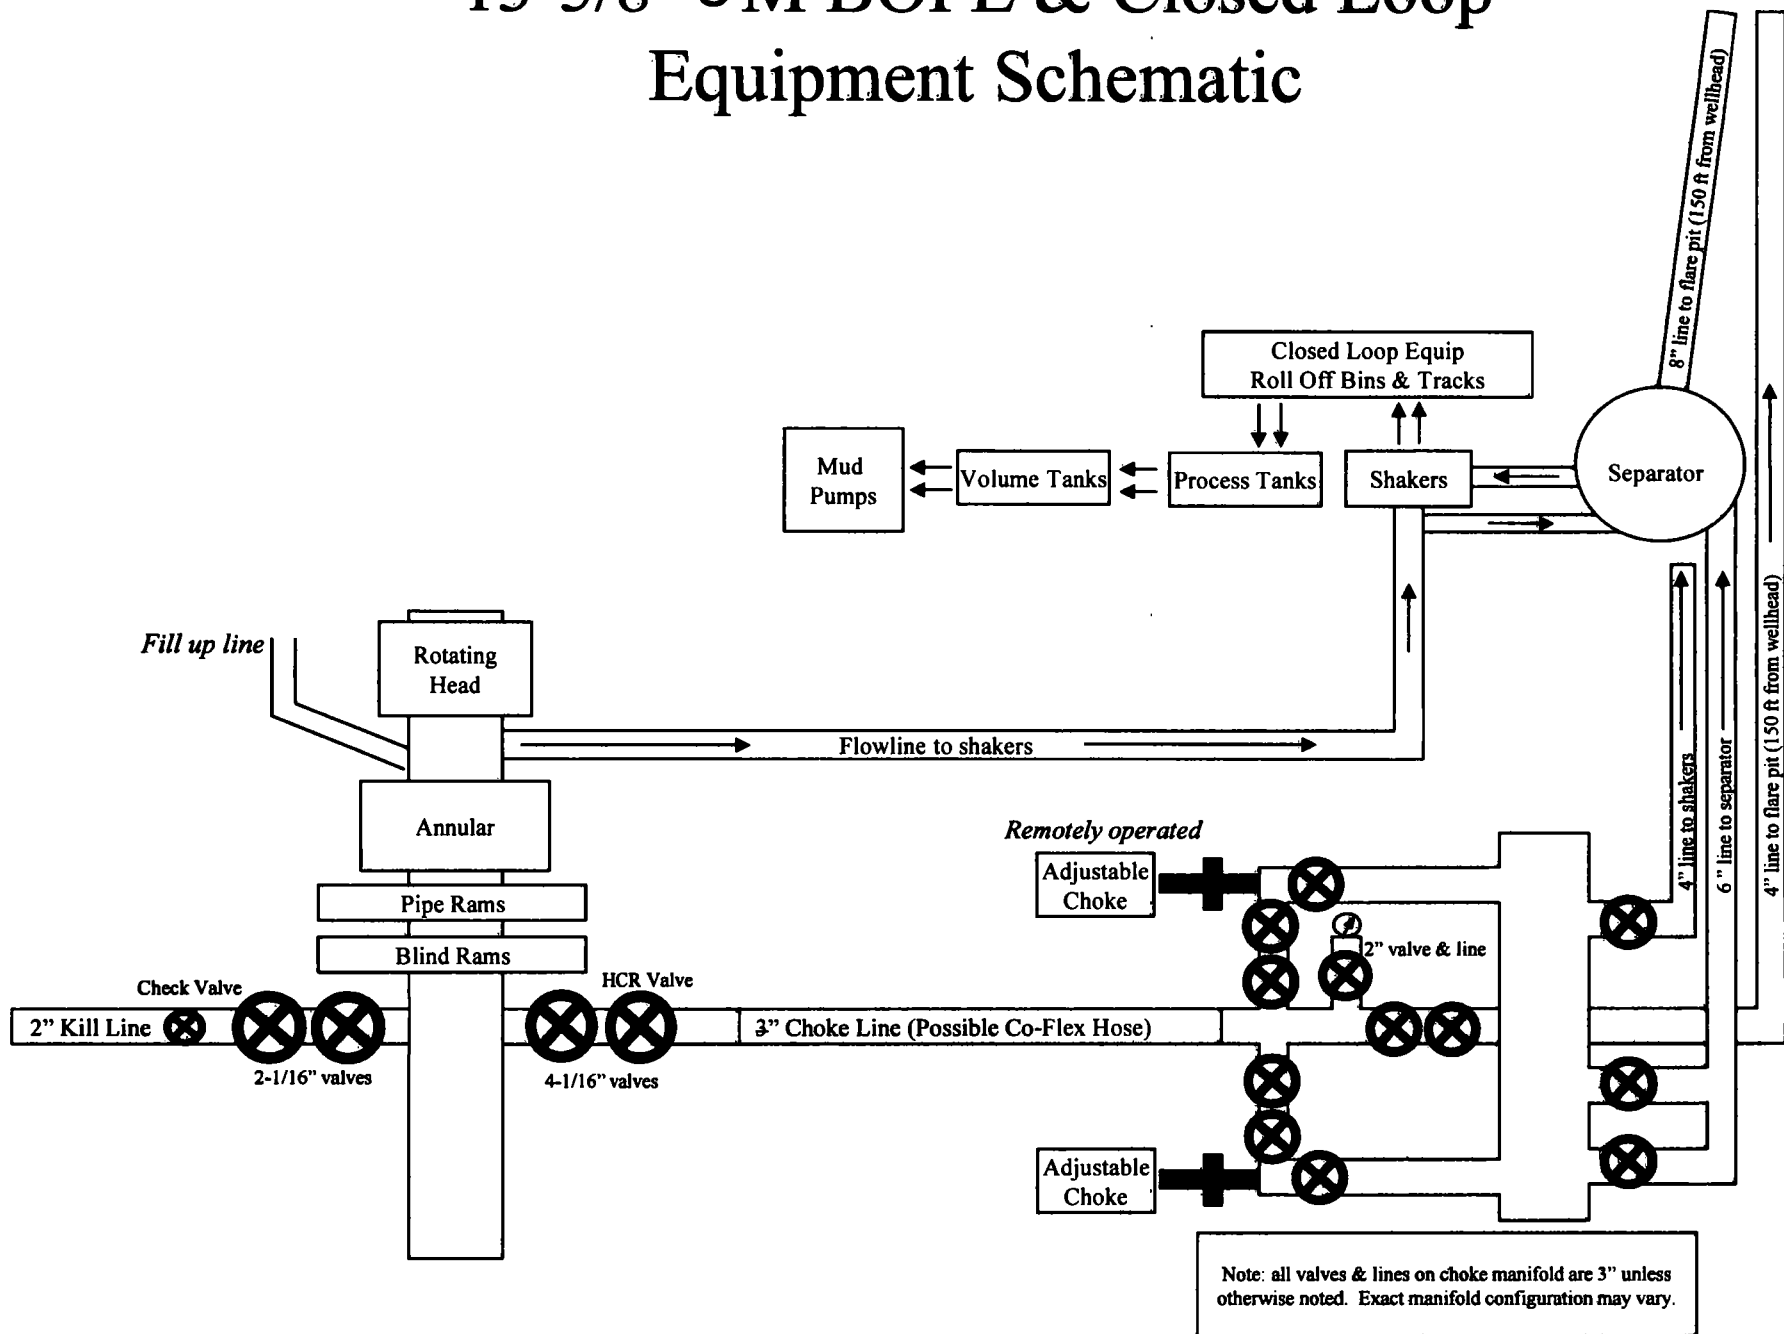 BOPE & Closed Loop
Equipment Schematic
8" line to flare pit (150 ft from wellhead)
Closed Loop Equip
Roll Off Bins & Tracks
Mud
Pumps
Volume Tanks
Process Tanks
Shakers
Separator
Fill up line
Rotating
Head
Flowline to shakers
Annular
Pipe Rams
Blind Rams
Remotely operated
Adjustable
Choke
2" valve & line
4" line to shakers
6" line to separator
4" line to flare pit (150 ft from wellhead)
Check Valve
HCR Valve
2" Kill Line
3" Choke Line (Possible Co-Flex Hose)
2-1/16" valves
4-1/16" valves
Adjustable
Choke
Note: all valves & lines on choke manifold are 3" unless
otherwise noted. Exact manifold configuration may vary.